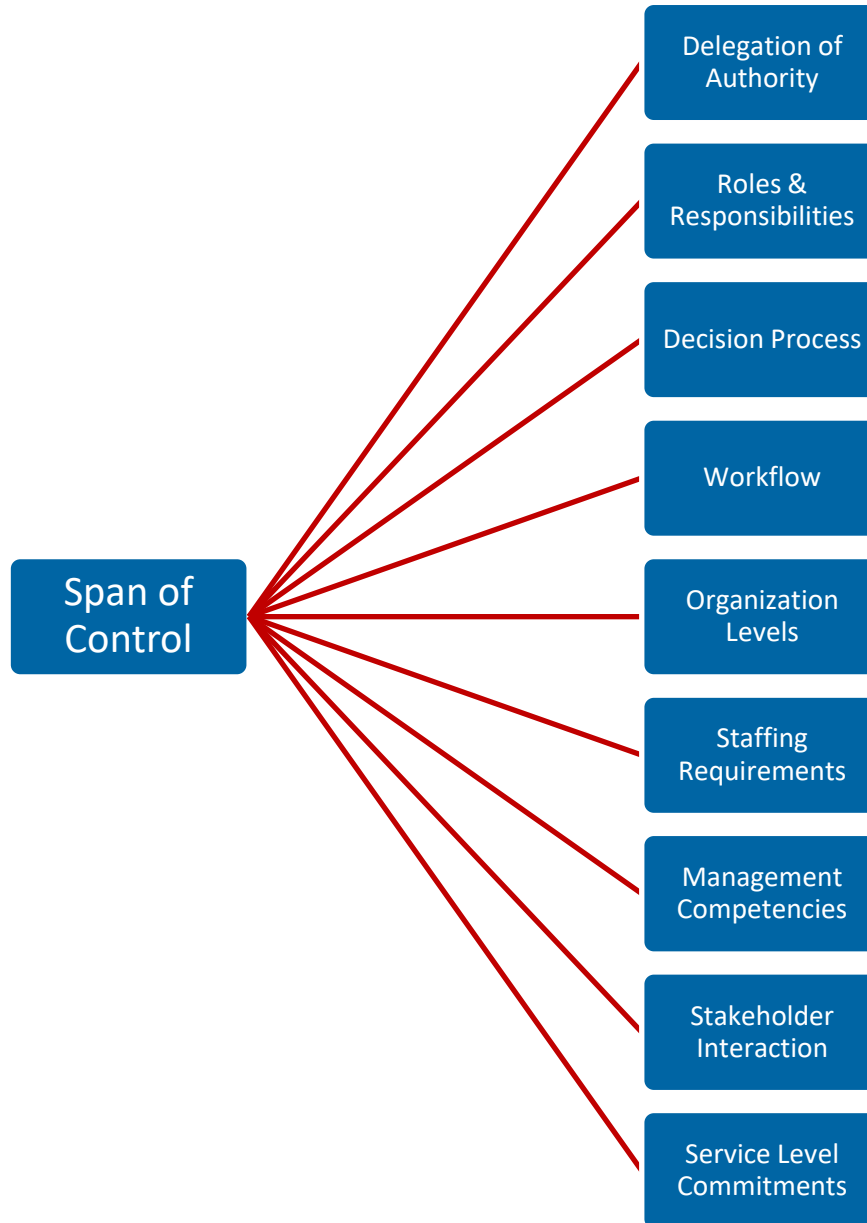 Delegation of
Authority
Roles &
Responsibilities
Decision Process
Workflow
Span of
Control
Organization
Levels
Staffing
Requirements
Management
Competencies
Stakeholder
Interaction
Service Level
Commitments